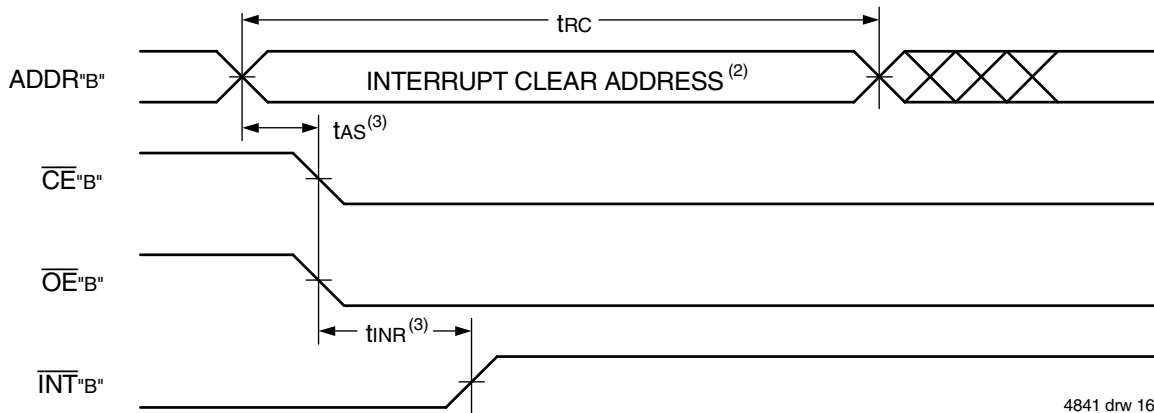 tRC
ADDR"B"
INTERRUPT CLEAR ADDRESS (2)
tAS(3)
CE"B"
OE"B"
tINR(3)
INT"B"
4841 drw 16